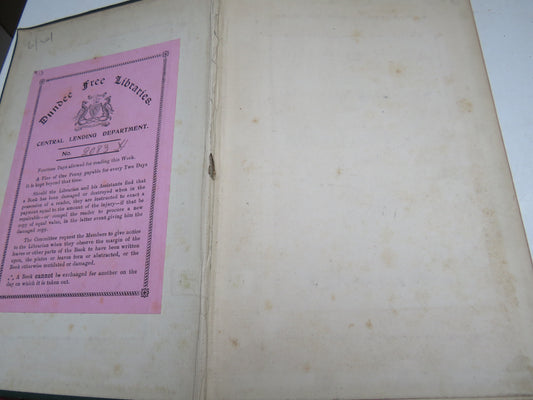 Dundee Free Libraries.
CENTRAL LENDING DEPARTMENT.
No. 9083
Fourteen Days allowed for reading this Work.
A Fine of One Penny payable for every Two Days
it is kept beyond that time.
Should the Librarian and his Assistants find that
a Book has been damaged or destroyed when in the
possession of a reader, they are instructed to exact a
payment equal to the amount of the injury—if that be
repairable—or compel the reader to procure a new
copy of equal value, in the latter event giving him the
damaged copy.
The Committee request the Members to give notice
to the Librarian when they observe the margin of the
leaves or other parts of the Book to have been written
upon, the plates or leaves torn or abstracted, or the
Book otherwise mutilated or damaged.
∴ A Book cannot be exchanged for another on the
day on which it is taken out.